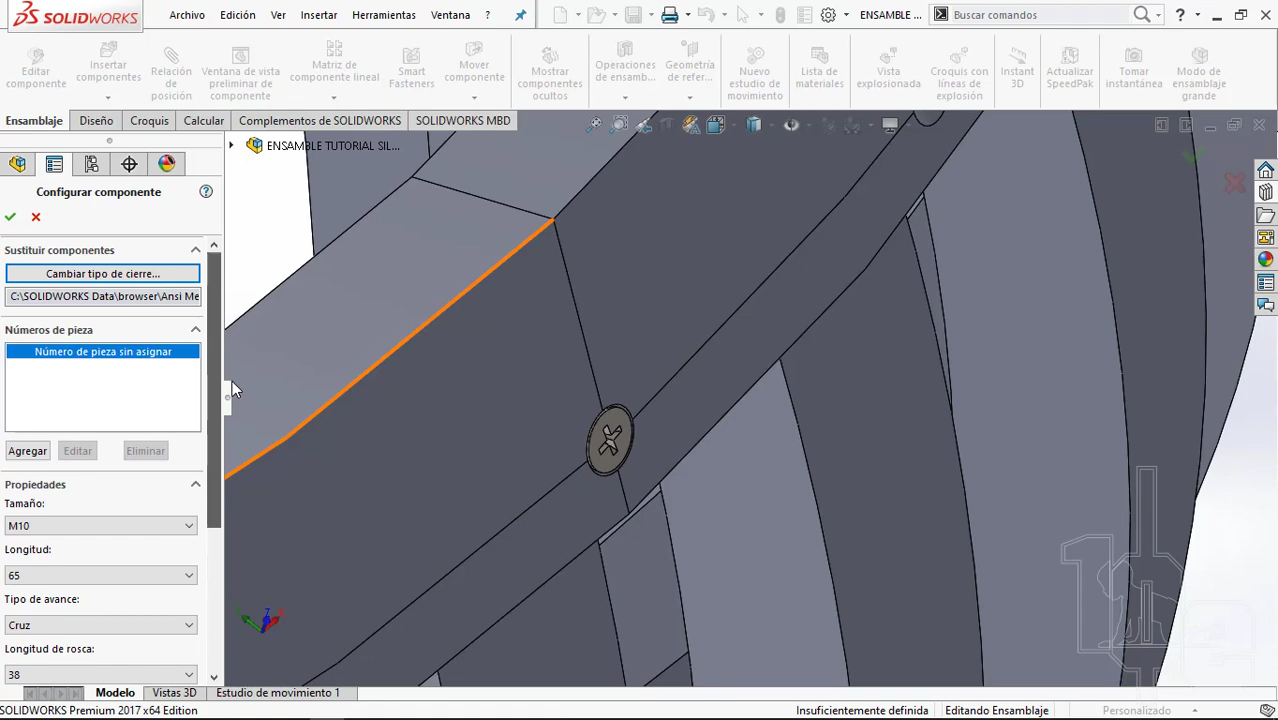 SOLIDWORKS
Archivo Edición Ver Insertar Herramientas Ventana ?
ENSAMBLE ...
Buscar comandos
?
Editar componente
Insertar componentes
Relación de posición
Ventana de vista preliminar de componente
Matriz de componente lineal
Smart Fasteners
Mover componente
Mostrar componentes ocultos
Operaciones de ensamb...
Geometría de refer...
Nuevo estudio de movimiento
Lista de materiales
Vista explosionada
Croquis con líneas de explosión
Instant 3D
Actualizar SpeedPak
Tomar instantánea
Modo de ensamblaje grande
Ensamblaje Diseño Croquis Calcular Complementos de SOLIDWORKS SOLIDWORKS MBD
ENSAMBLE TUTORIAL SIL...
Configurar componente
?
Sustituir componentes
Cambiar tipo de cierre...
C:\SOLIDWORKS Data\browser\Ansi Me
Números de pieza
Número de pieza sin asignar
Agregar Editar Eliminar
Propiedades
Tamaño:
M10
Longitud:
65
Tipo de avance:
Cruz
Longitud de rosca:
38
Z
Modelo Vistas 3D Estudio de movimiento 1
SOLIDWORKS Premium 2017 x64 Edition
Insuficientemente definida
Editando Ensamblaje
Personalizado